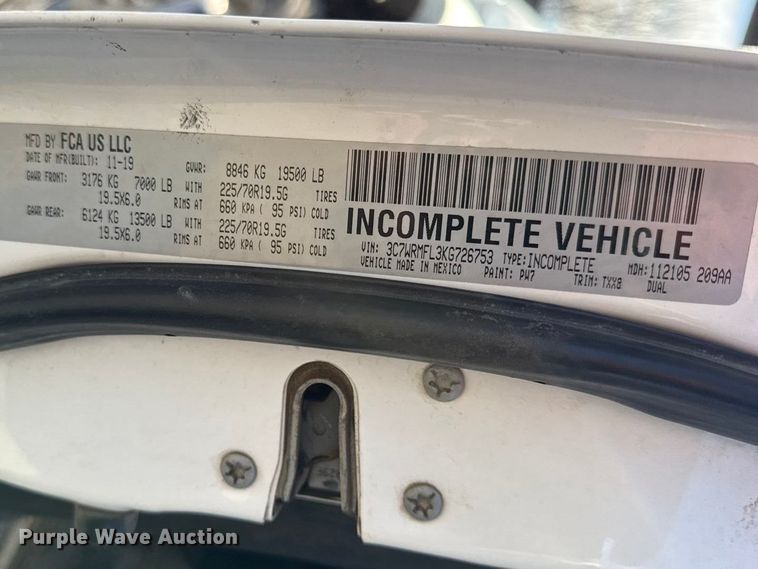 MFD BY FCA US LLC
DATE OF MFR(BUILT): 11-19 GVWR: 8846 KG 19500 LB
GAWR FRONT: 3176 KG 7000 LB WITH 225/70R19.5G TIRES
19.5X6.0 RIMS AT 660 KPA ( 95 PSI) COLD
GAWR REAR: 6124 KG 13500 LB WITH 225/70R19.5G TIRES
19.5X6.0 RIMS AT 660 KPA ( 95 PSI) COLD
INCOMPLETE VEHICLE
VIN: 3C7WRMFL3KG726753 TYPE: INCOMPLETE MDH: 112105 209AA
VEHICLE MADE IN MEXICO PAINT: PW7 TRIM: TXX8 DUAL
Purple Wave Auction